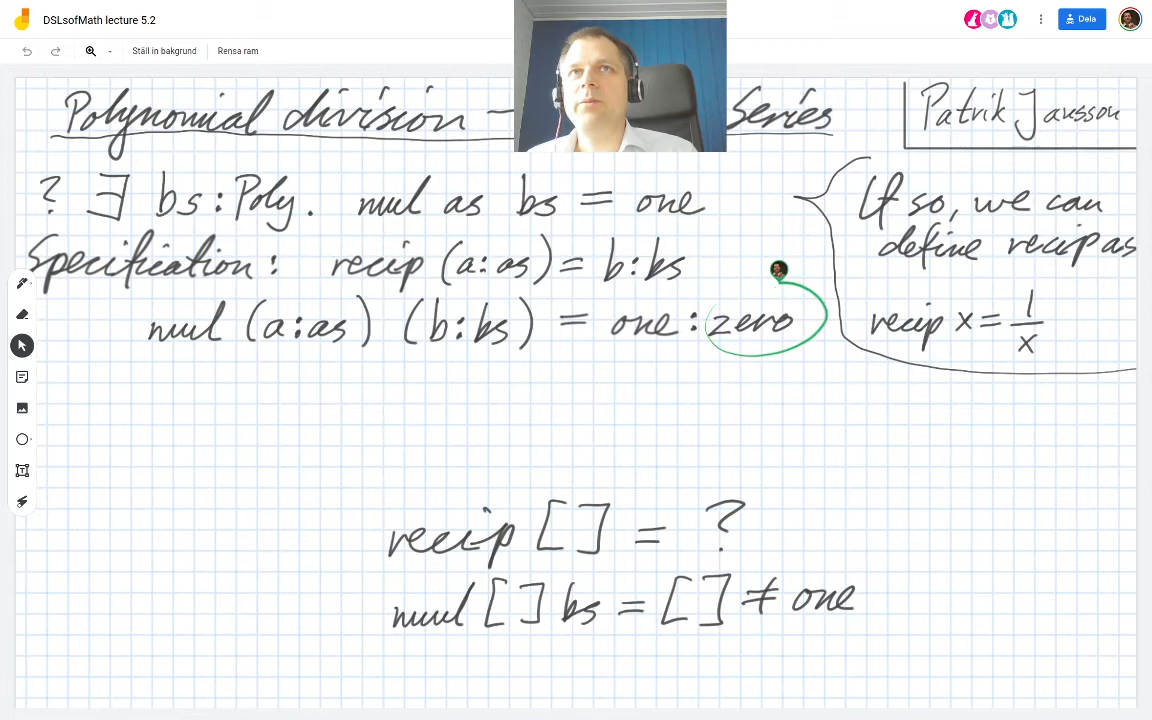 DSLsofMath lecture 5.2
Dela
Ställ in bakgrund Rensa ram
Polynomial division - Series
Patrik Jansson
? ∃ bs : Poly. mul as bs = one
If so, we can
define recip as
Specification: recip (a:as) = b:bs
mul (a:as) (b:bs) = one : zero
recip x = 1/x
recip [] = ?
mul [] bs = [] ≠ one